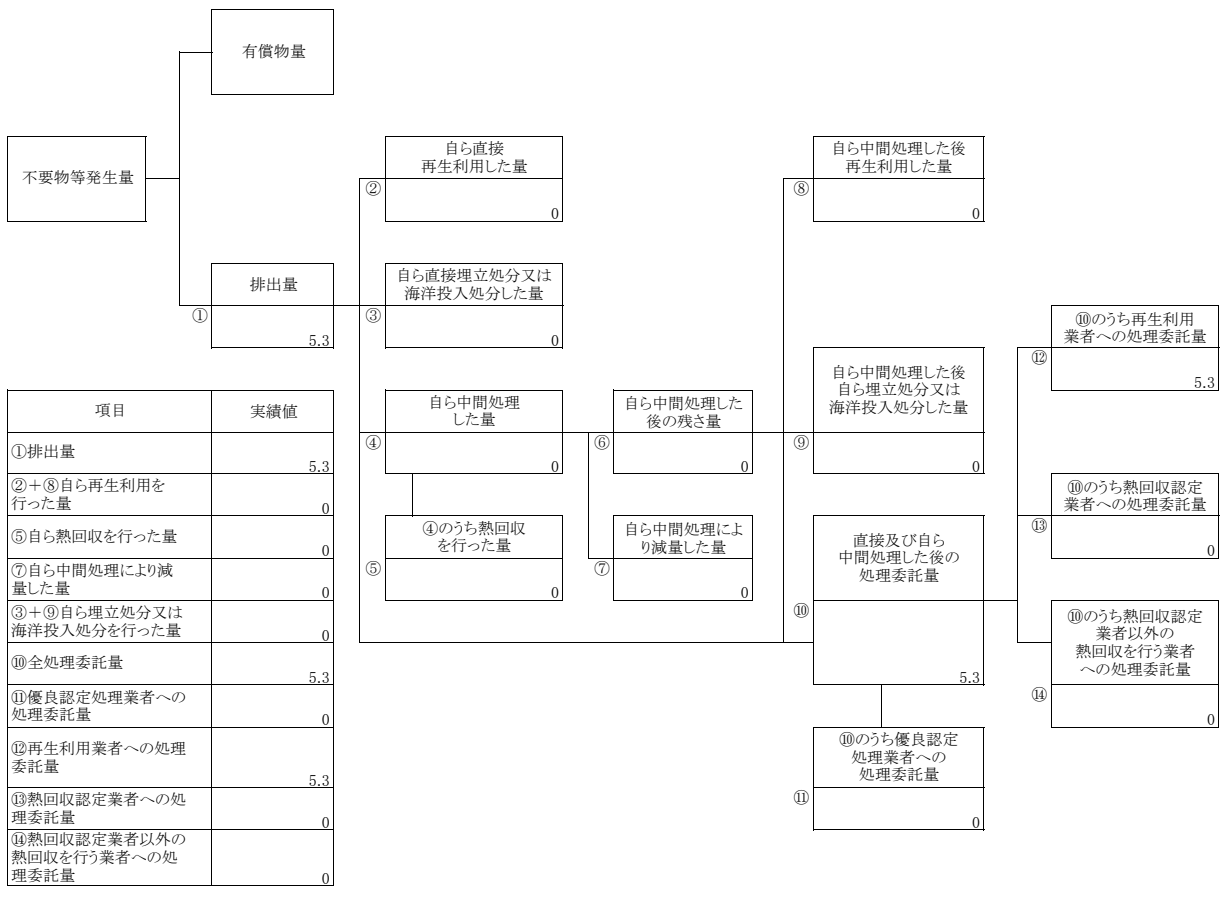 有償物量
不要物等発生量
排出量
①
5.3
自ら直接
再生利用した量
②
0
自ら直接埋立処分又は
海洋投入処分した量
③
0
自ら中間処理
した量
④
0
④のうち熱回収
を行った量
⑤
0
自ら中間処理した
後の残さ量
⑥
0
自ら中間処理によ
り減量した量
⑦
0
自ら中間処理した後
再生利用した量
⑧
0
自ら中間処理した後
自ら埋立処分又は
海洋投入処分した量
⑨
0
直接及び自ら
中間処理した後の
処理委託量
⑩
5.3
⑩のうち優良認定
処理業者への
処理委託量
⑪
0
⑩のうち再生利用
業者への処理委託量
⑫
5.3
⑩のうち熱回収認定
業者への処理委託量
⑬
0
⑩のうち熱回収認定
業者以外の
熱回収を行う業者
への処理委託量
⑭
0
項目 実績値
①排出量
5.3
②＋⑧自ら再生利用を
行った量
0
⑤自ら熱回収を行った量
0
⑦自ら中間処理により減
量した量
0
③＋⑨自ら埋立処分又は
海洋投入処分を行った量
0
⑩全処理委託量
5.3
⑪優良認定処理業者への
処理委託量
0
⑫再生利用業者への処理
委託量
5.3
⑬熱回収認定業者への処
理委託量
0
⑭熱回収認定業者以外の
熱回収を行う業者への処
理委託量
0